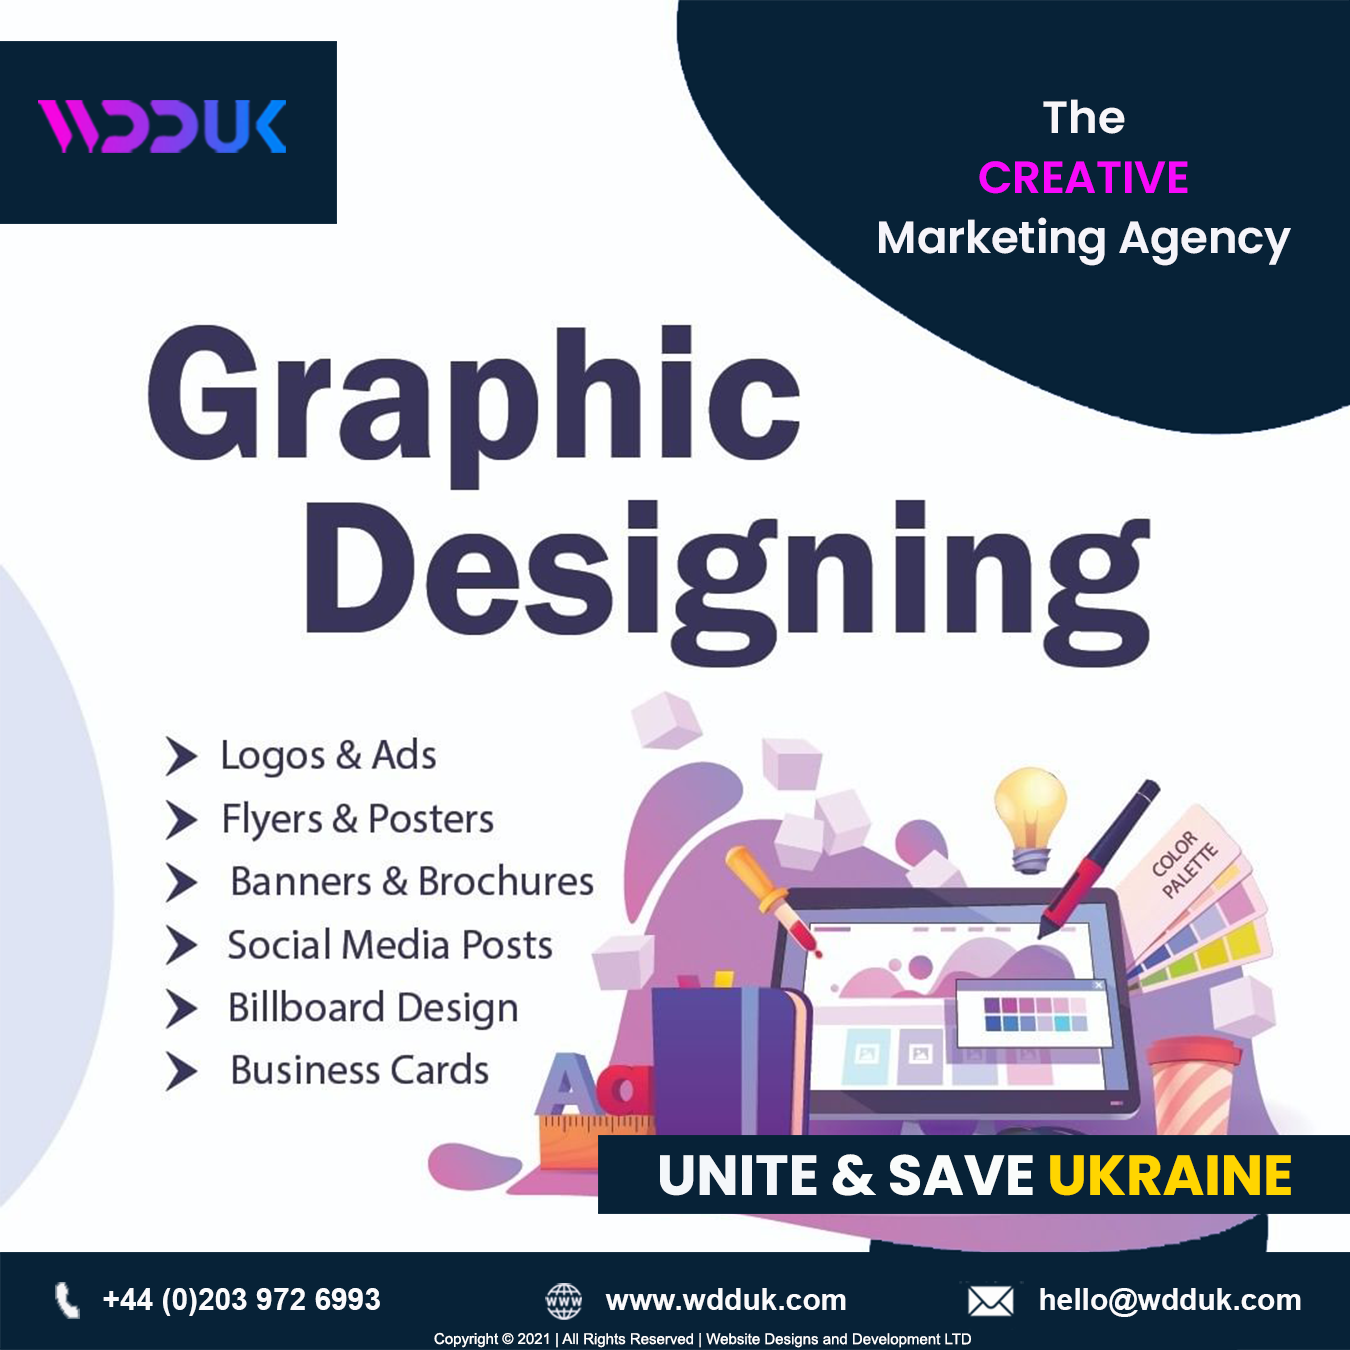 WDDUK
The
CREATIVE
Marketing Agency
Graphic
Designing
Logos & Ads
Flyers & Posters
Banners & Brochures
Social Media Posts
Billboard Design
Business Cards
COLOR
PALETTE
Aa
UNITE & SAVE UKRAINE
+44 (0)203 972 6993
www
www.wdduk.com
hello@wdduk.com
Copyright © 2021 | All Rights Reserved | Website Designs and Development LTD